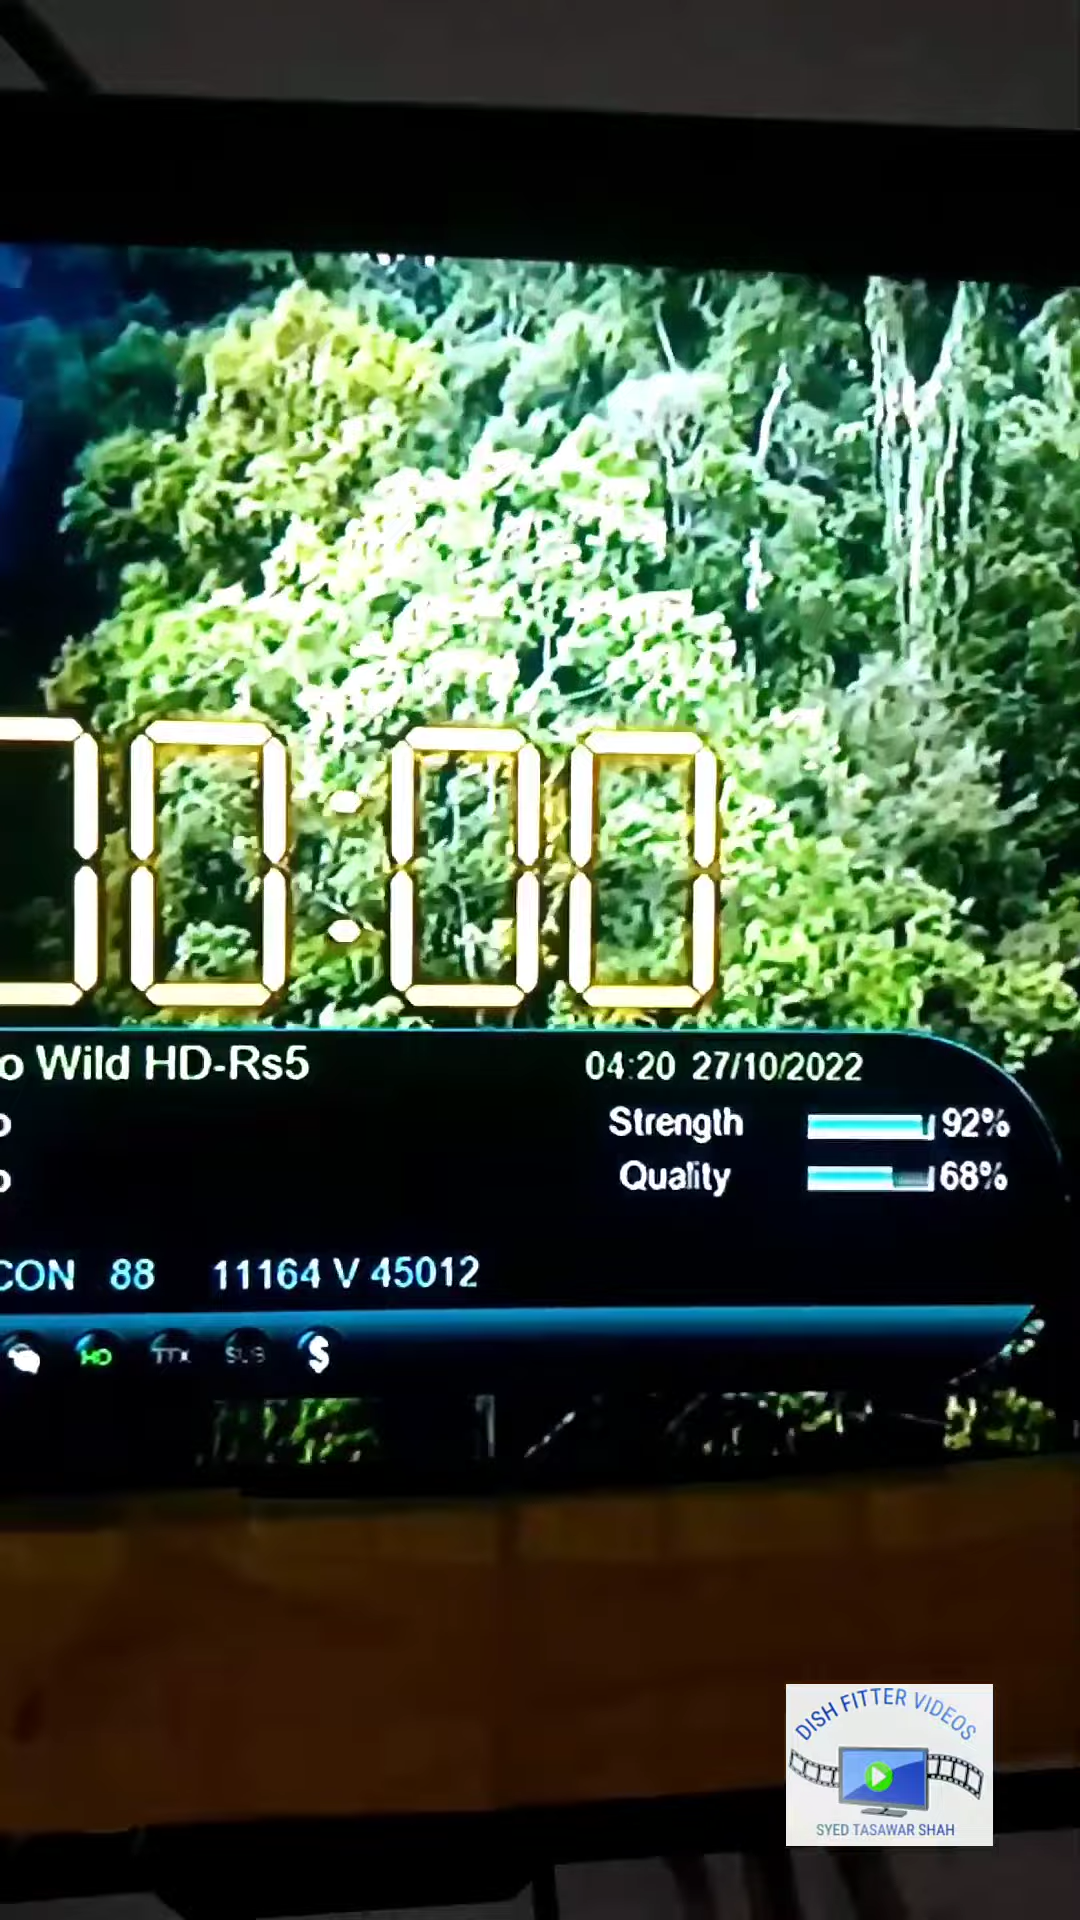 00:00
o Wild HD-Rs5
04:20 27/10/2022
o
Strength 92%
o
Quality 68%
CON 88 11164 V 45012
HD TTX SUB $
DISH FITTER VIDEOS
SYED TASAWAR SHAH